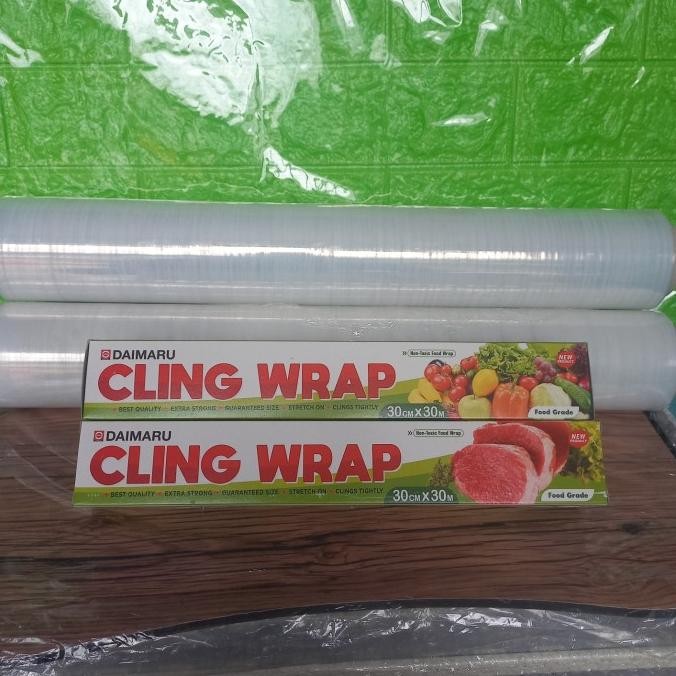 DAIMARU
Non-Toxic Food Wrap
CLING WRAP
NEW
PRODUCT
BEST QUALITY EXTRA STRONG GUARANTEED SIZE STRETCH ON CLINGS TIGHTLY
30CM X 30M
Food Grade
DAIMARU
Non-Toxic Food Wrap
CLING WRAP
NEW
PRODUCT
BEST QUALITY EXTRA STRONG GUARANTEED SIZE STRETCH ON CLINGS TIGHTLY
30CM X 30M
Food Grade